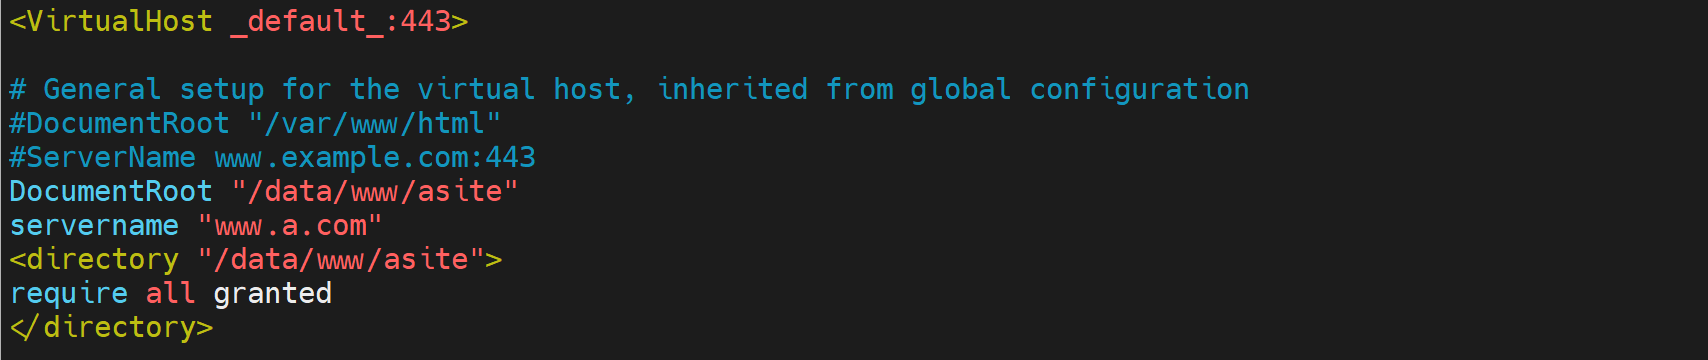 <VirtualHost _default_:443>
# General setup for the virtual host, inherited from global configuration
#DocumentRoot "/var/www/html"
#ServerName www.example.com:443
DocumentRoot "/data/www/asite"
servername "www.a.com"
<directory "/data/www/asite">
require all granted
</directory>